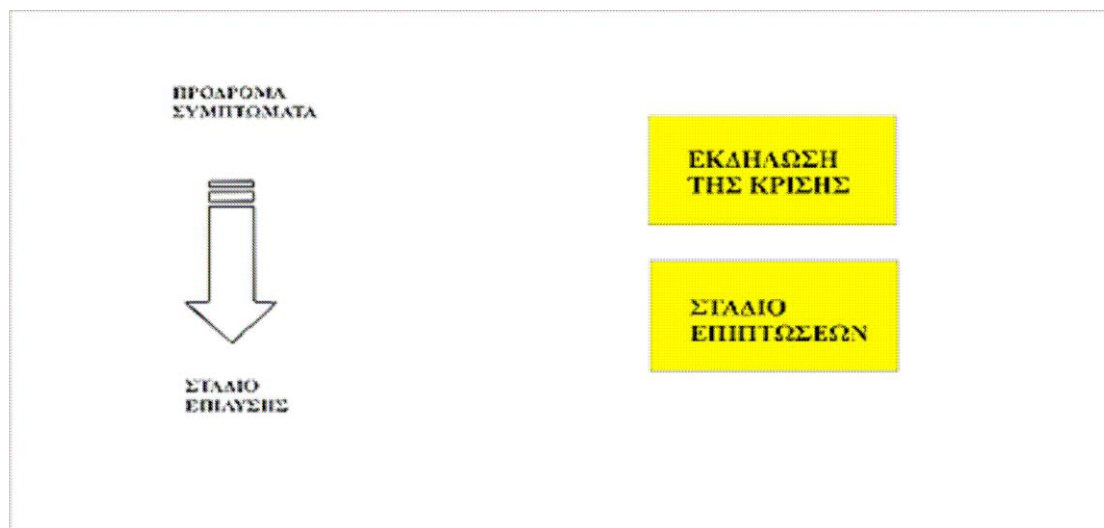 ΠΡΟΔΡΟΜΑ
ΣΥΜΠΤΩΜΑΤΑ
ΣΤΑΔΙΟ
ΕΠΙΛΥΣΗΣ
ΕΚΔΗΛΩΣΗ
ΤΗΣ ΚΡΙΣΗΣ
ΣΤΑΔΙΟ
ΕΠΙΠΤΩΣΕΩΝ